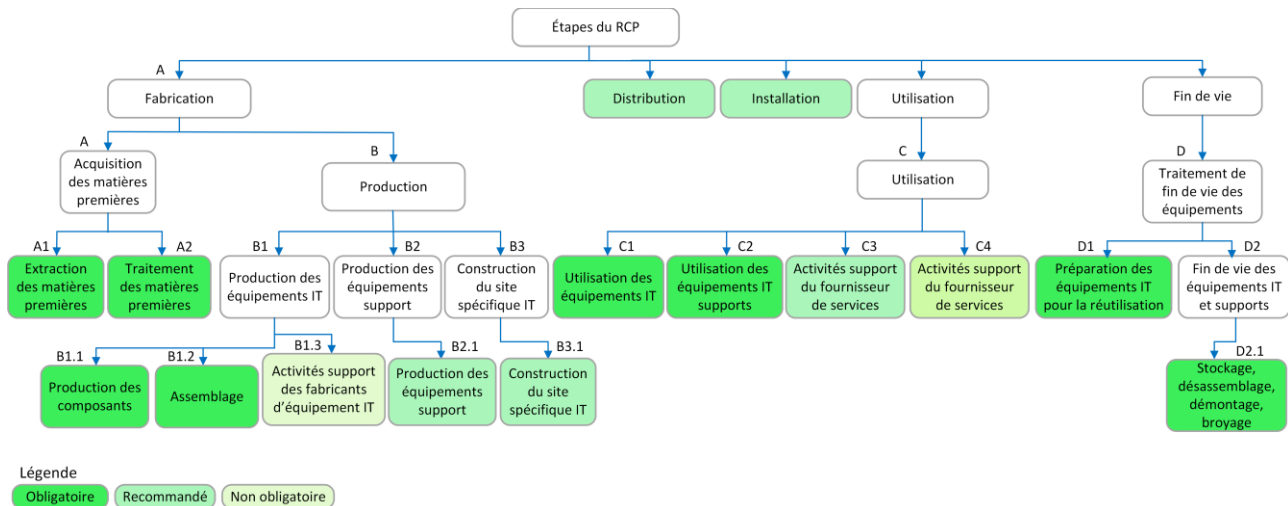 Étapes du RCP
A
Fabrication
Distribution
Installation
Utilisation
Fin de vie
A
Acquisition
des matières
premières
B
Production
C
Utilisation
D
Traitement de
fin de vie des
équipements
A1
Extraction
des matières
premières
A2
Traitement
des matières
premières
B1
Production des
équipements IT
B2
Production des
équipements
support
B3
Construction
du site
spécifique IT
C1
Utilisation des
équipements IT
C2
Utilisation des
équipements IT
supports
C3
Activités support
du fournisseur
de services
C4
Activités support
du fournisseur
de services
D1
Préparation des
équipements IT
pour la réutilisation
D2
Fin de vie des
équipements IT
et supports
B1.1
Production des
composants
B1.2
Assemblage
B1.3
Activités support
des fabricants
d'équipement IT
B2.1
Production des
équipements
support
B3.1
Construction
du site
spécifique IT
D2.1
Stockage,
désassemblage,
démontage,
broyage
Légende
Obligatoire
Recommandé
Non obligatoire